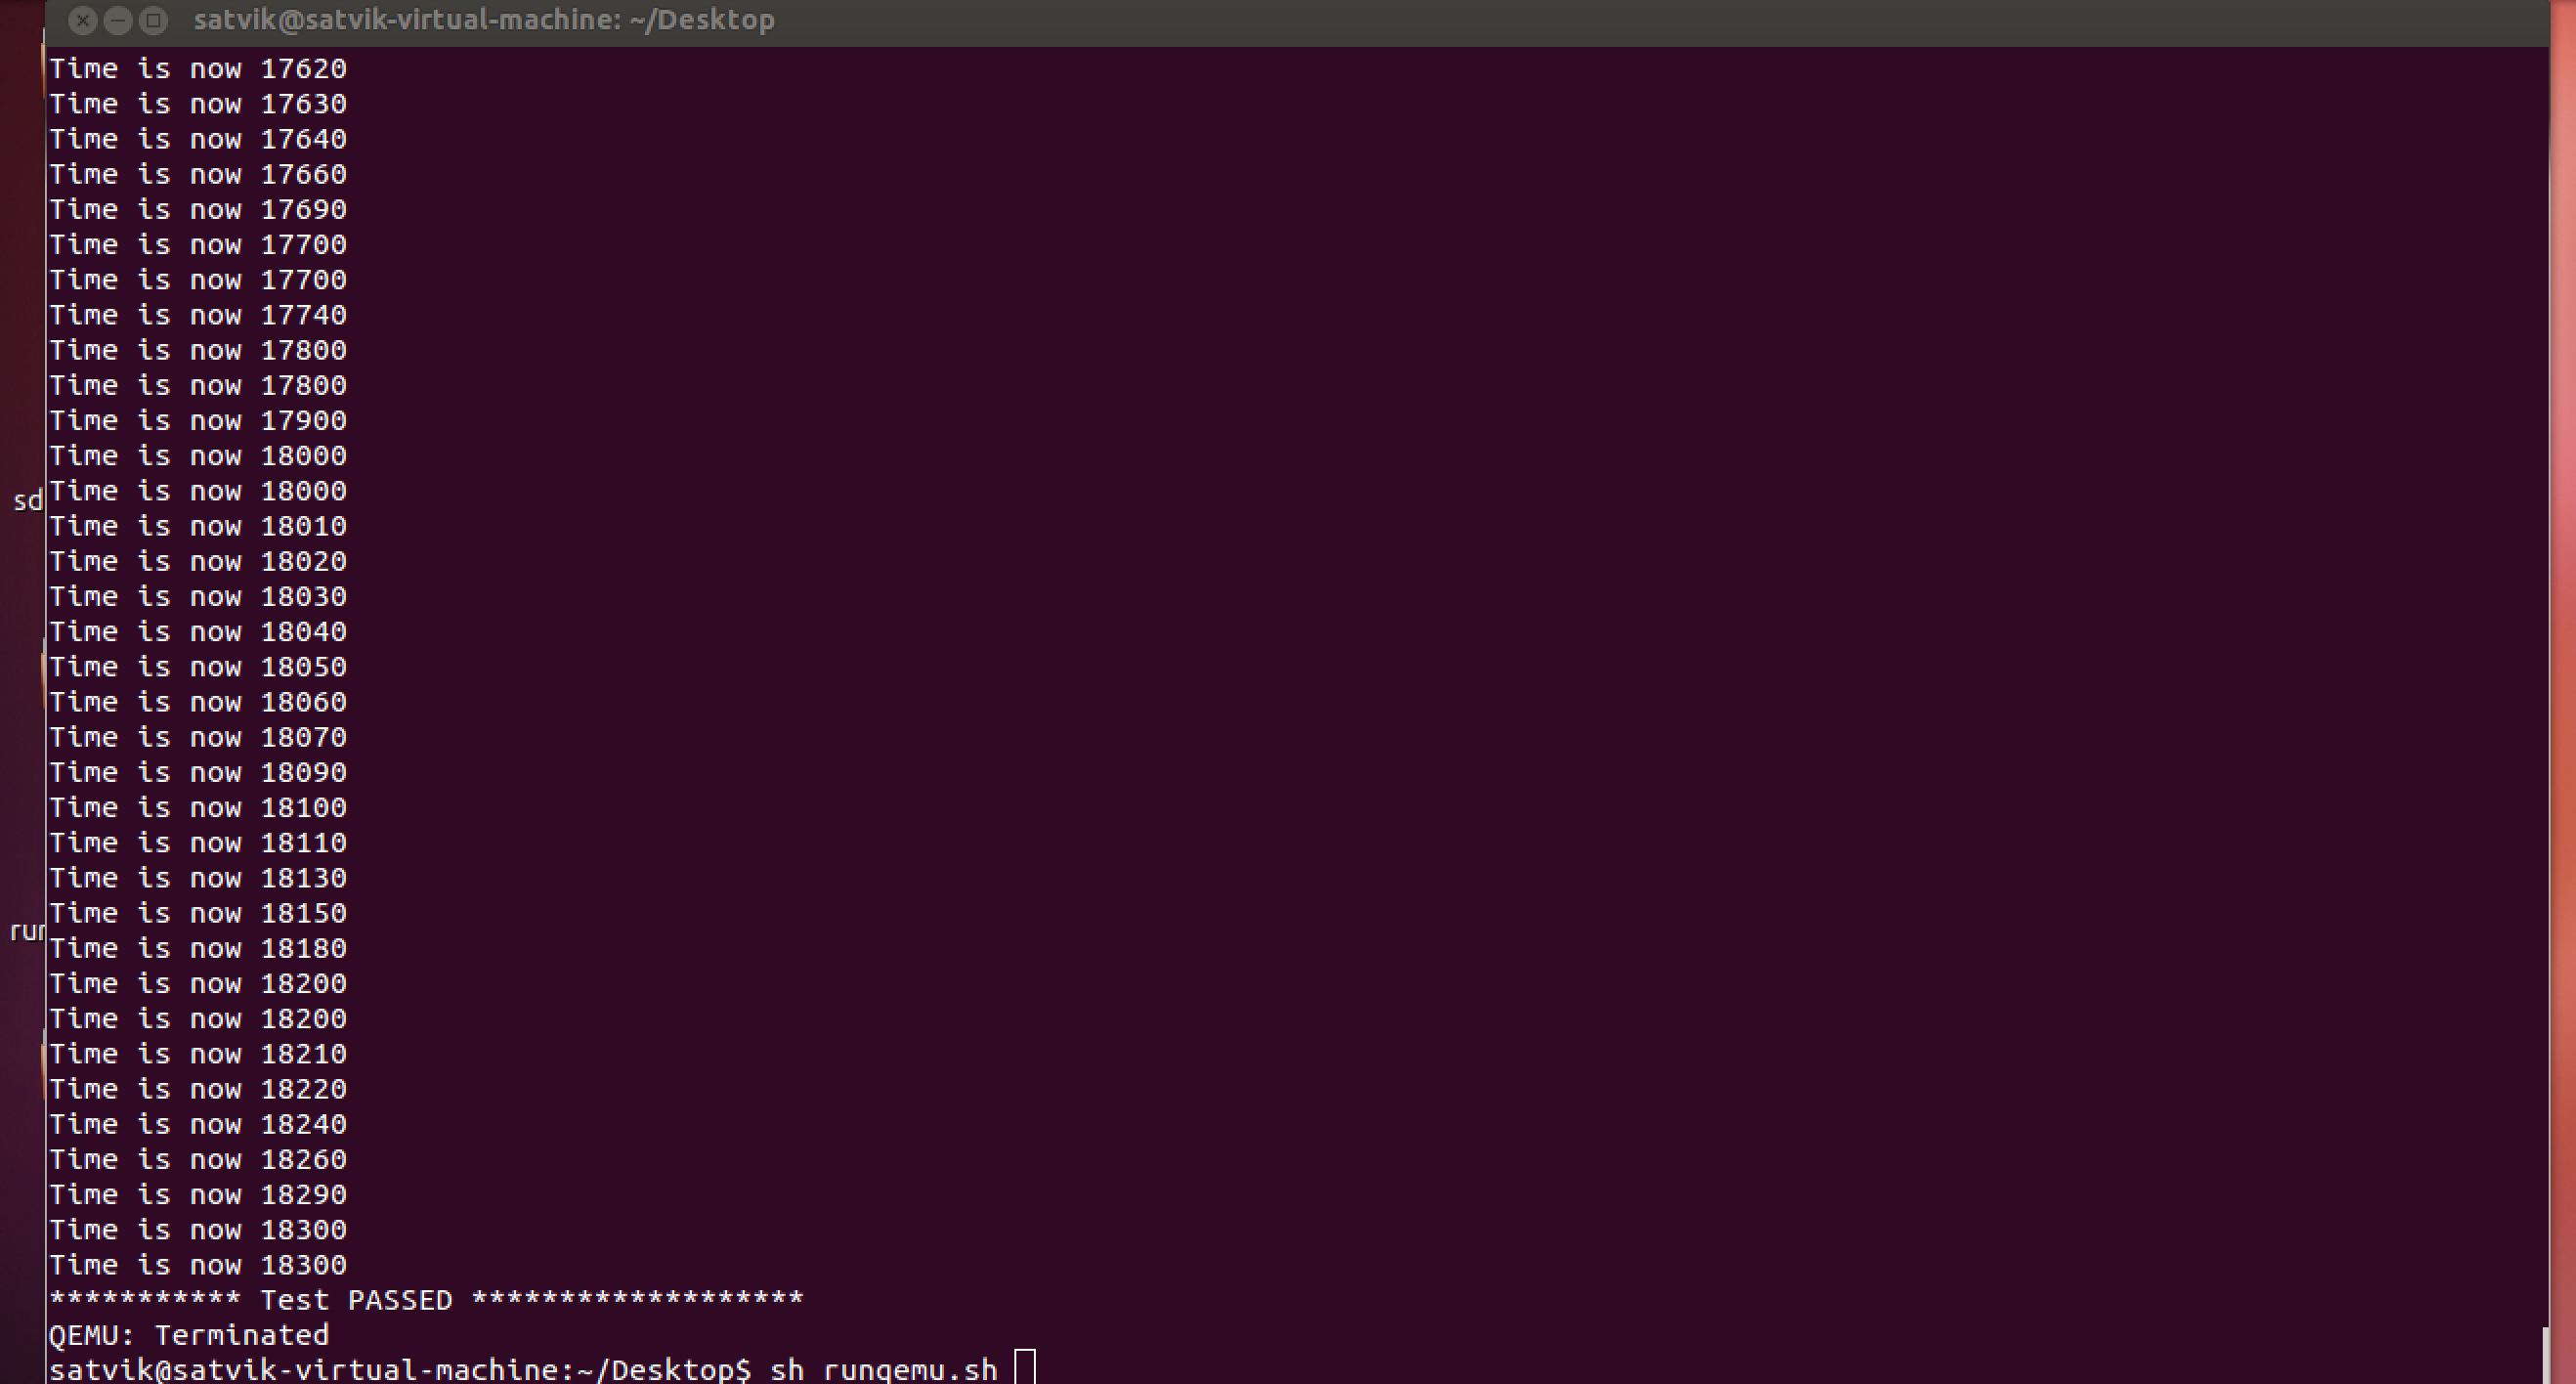 satvik@satvik-virtual-machine: ~/Desktop
Time is now 17620
Time is now 17630
Time is now 17640
Time is now 17660
Time is now 17690
Time is now 17700
Time is now 17700
Time is now 17740
Time is now 17800
Time is now 17800
Time is now 17900
Time is now 18000
sd
Time is now 18000
Time is now 18010
Time is now 18020
Time is now 18030
Time is now 18040
Time is now 18050
Time is now 18060
Time is now 18070
Time is now 18090
Time is now 18100
Time is now 18110
Time is now 18130
Time is now 18150
run
Time is now 18180
Time is now 18200
Time is now 18200
Time is now 18210
Time is now 18220
Time is now 18240
Time is now 18260
Time is now 18290
Time is now 18300
Time is now 18300
*********** Test PASSED *******************
QEMU: Terminated
satvik@satvik-virtual-machine:~/Desktop$ sh runqemu.sh